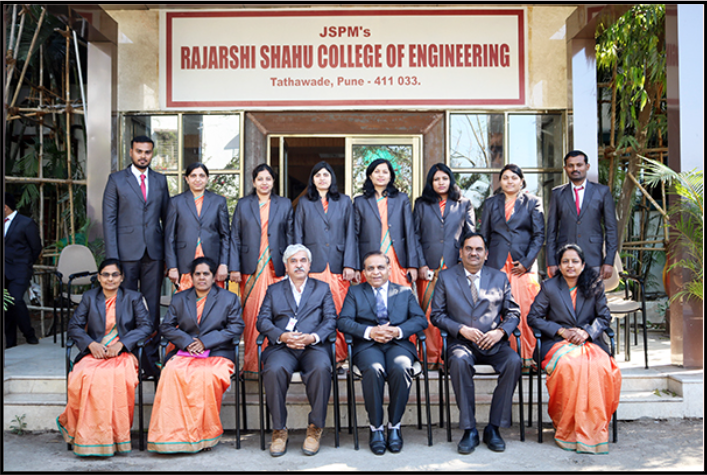 JSPM's
RAJARSHI SHAHU COLLEGE OF ENGINEERING
Tathawade, Pune - 411 033.